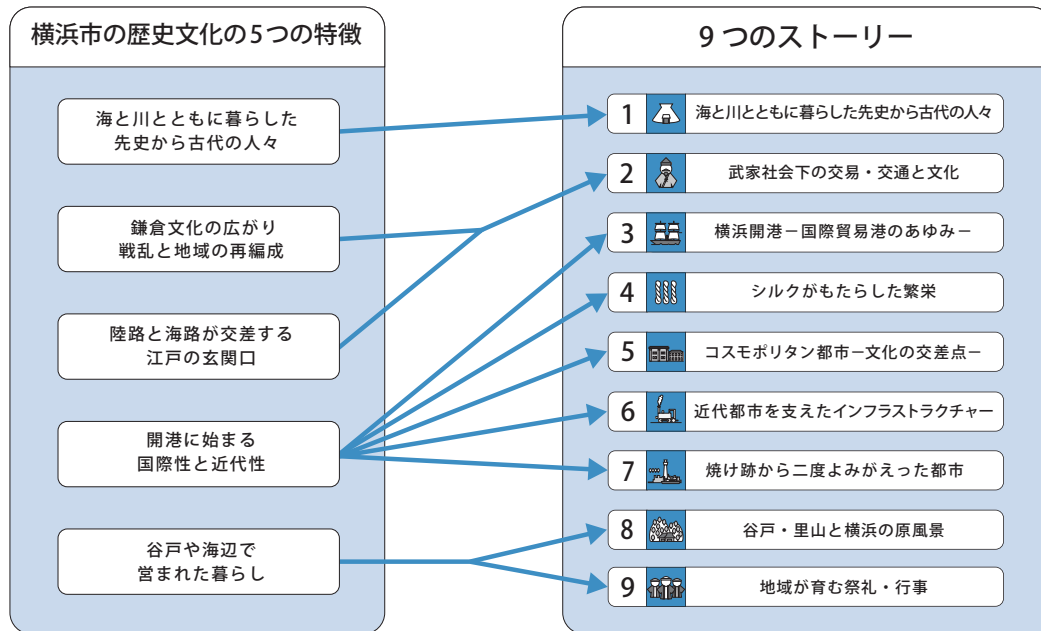 横浜市の歴史文化の5つの特徴
海と川とともに暮らした
先史から古代の人々
鎌倉文化の広がり
戦乱と地域の再編成
陸路と海路が交差する
江戸の玄関口
開港に始まる
国際性と近代性
谷戸や海辺で
営まれた暮らし
9つのストーリー
1 海と川とともに暮らした先史から古代の人々
2 武家社会下の交易・交通と文化
3 横浜開港−国際貿易港のあゆみ−
4 シルクがもたらした繁栄
5 コスモポリタン都市−文化の交差点−
6 近代都市を支えたインフラストラクチャー
7 焼け跡から二度よみがえった都市
8 谷戸・里山と横浜の原風景
9 地域が育む祭礼・行事